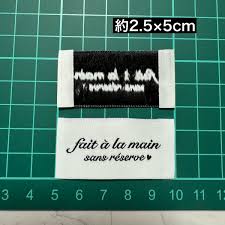 約2.5×5cm
fait à la main
sans réserve ♥
3 4 5 6 7 8 9 10 11 12